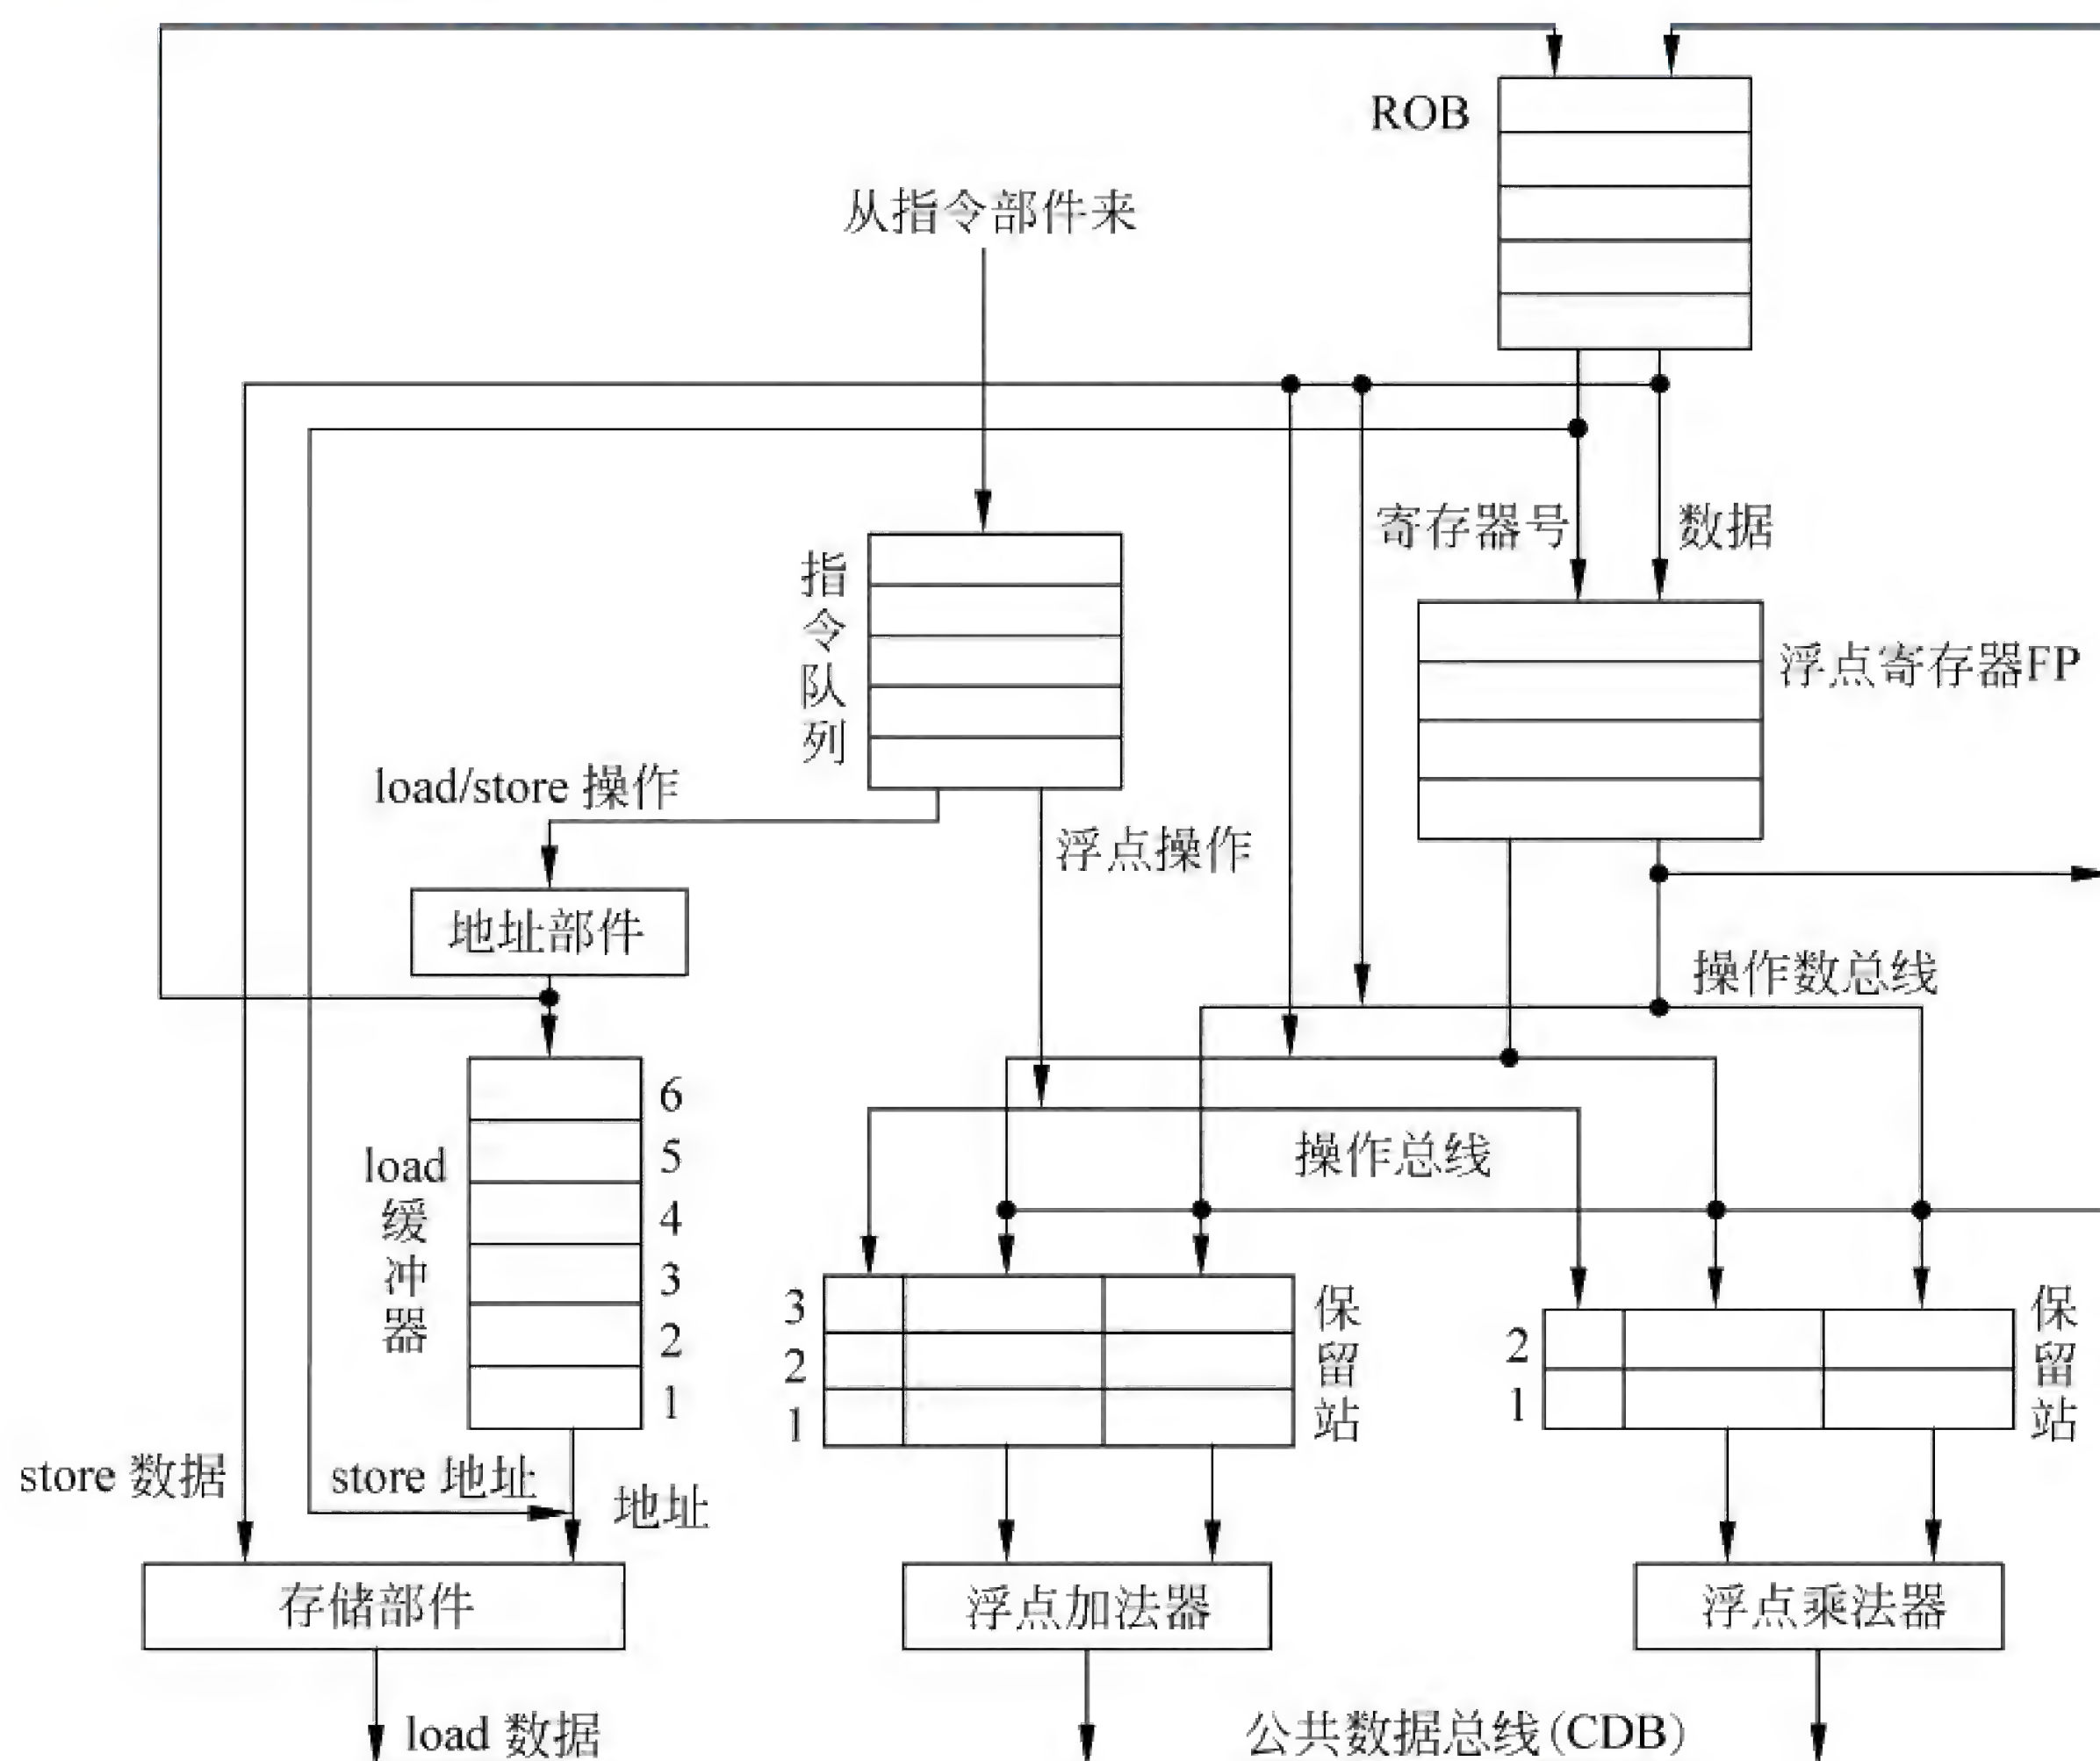 ROB
从指令部件来
寄存器号
数据
指令队列
浮点寄存器FP
load/store 操作
浮点操作
地址部件
操作数总线
load
缓冲器
6
5
4
3
2
1
操作总线
3
2
1
保留站
2
1
保留站
store 数据
store 地址
地址
存储部件
浮点加法器
浮点乘法器
load 数据
公共数据总线(CDB)